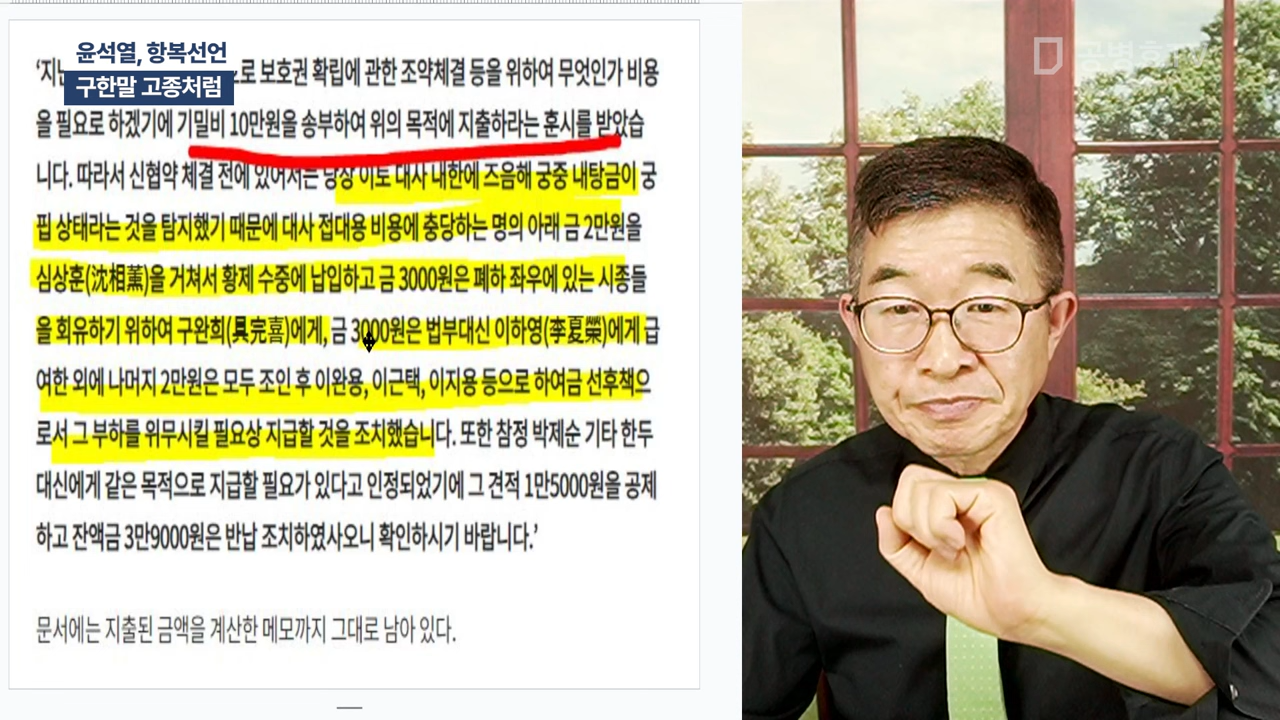 윤석열, 항복선언
구한말 고종처럼
‘지난 로 보호권 확립에 관한 조약체결 등을 위하여 무엇인가 비용
을 필요로 하겠기에 기밀비 10만원을 송부하여 위의 목적에 지출하라는 훈시를 받았습
니다. 따라서 신협약 체결 전에 있어서는 당장 이토 대사 내한에 즈음해 궁중 내탕금이 궁
핍 상태라는 것을 탐지했기 때문에 대사 접대용 비용에 충당하는 명의 아래 금 2만원을
심상훈(沈相薰)을 거쳐서 황제 수중에 납입하고 금 3000원은 폐하 좌우에 있는 시종들
을 회유하기 위하여 구완희(具完喜)에게, 금 3000원은 법부대신 이하영(李夏榮)에게 급
여한 외에 나머지 2만원은 모두 조인 후 이완용, 이근택, 이지용 등으로 하여금 선후책으
로서 그 부하를 위무시킬 필요상 지급할 것을 조치했습니다. 또한 참정 박제순 기타 한두
대신에게 같은 목적으로 지급할 필요가 있다고 인정되었기에 그 견적 1만5000원을 공제
하고 잔액금 3만9000원은 반납 조치하였사오니 확인하시기 바랍니다.’
문서에는 지출된 금액을 계산한 메모까지 그대로 남아 있다.
공병호TV